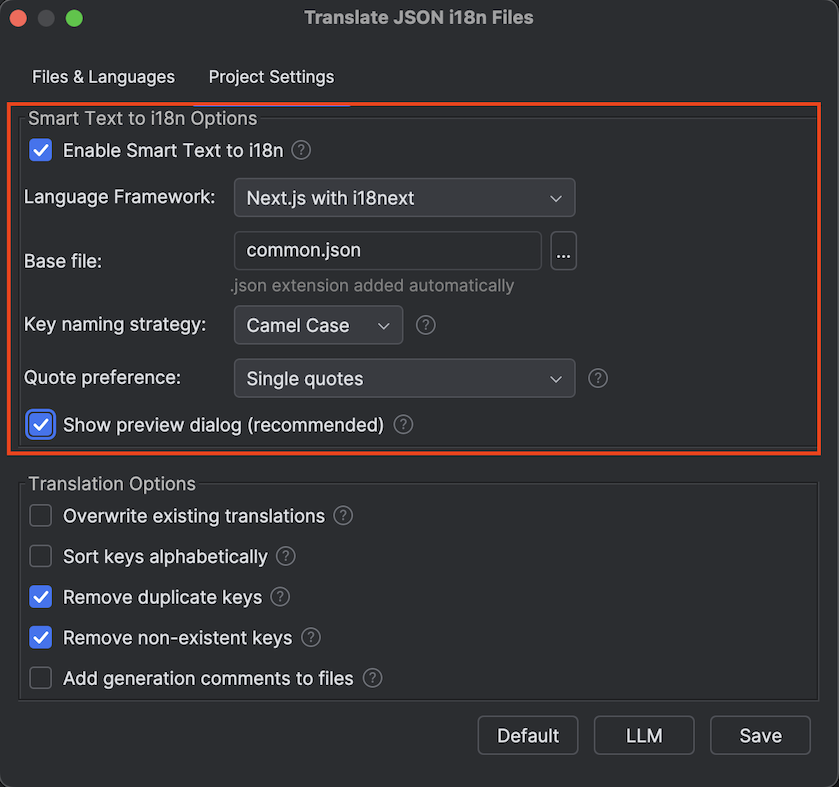 Translate JSON i18n Files
Files & Languages Project Settings
Smart Text to i18n Options
Enable Smart Text to i18n ?
Language Framework: Next.js with i18next
Base file: common.json ...
.json extension added automatically
Key naming strategy: Camel Case ?
Quote preference: Single quotes ?
Show preview dialog (recommended) ?
Translation Options
Overwrite existing translations ?
Sort keys alphabetically ?
Remove duplicate keys ?
Remove non-existent keys ?
Add generation comments to files ?
Default LLM Save